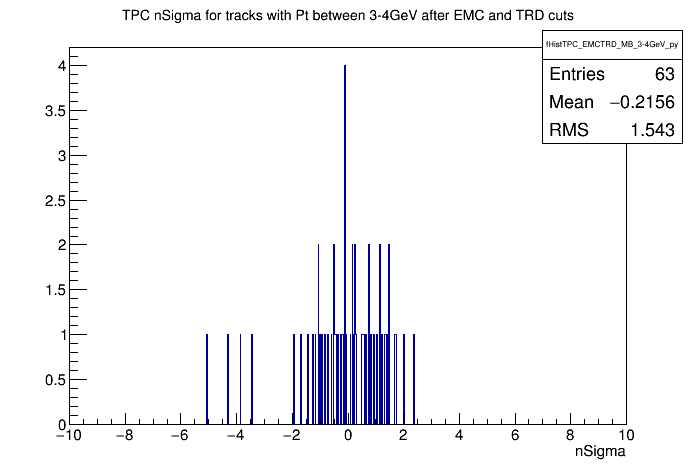 TPC nSigma for tracks with Pt between 3-4GeV after EMC and TRD cuts
fHistTPC_EMCTRD_MB_3-4GeV_py
Entries 63
Mean −0.2156
RMS 1.543
4
3.5
3
2.5
2
1.5
1
0.5
0
−10 −8 −6 −4 −2 0 2 4 6 8 10
nSigma